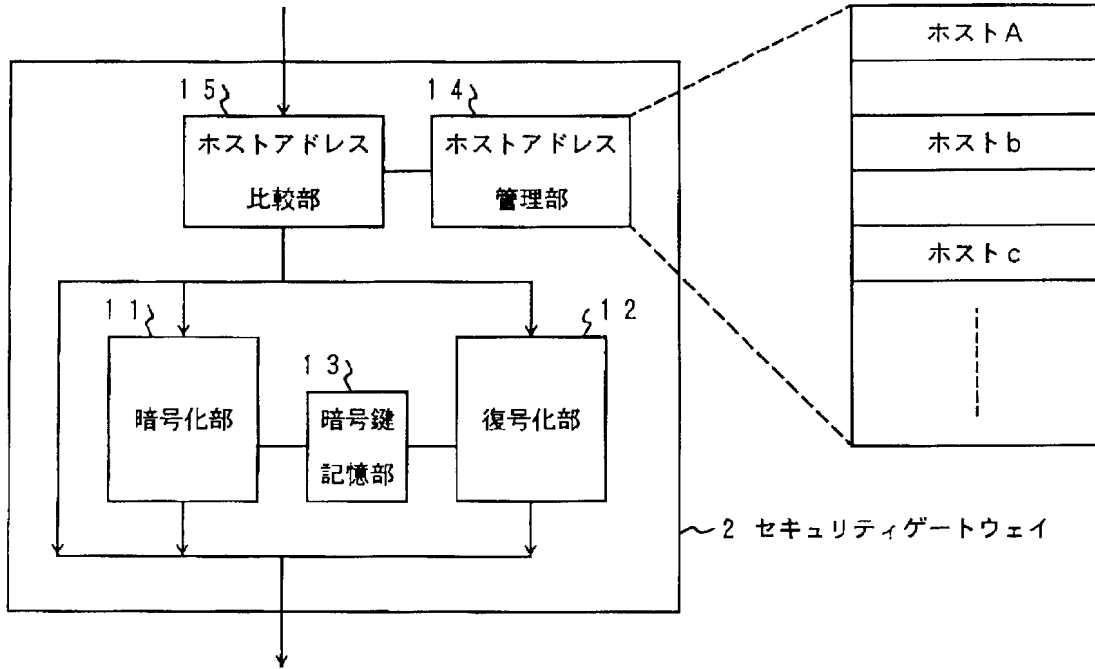 ホストA
１５
１４
ホストアドレス
比較部
ホストアドレス
管理部
ホストb
ホストc
１１
１２
１３
暗号化部
暗号鍵
記憶部
復号化部
２ セキュリティゲートウェイ